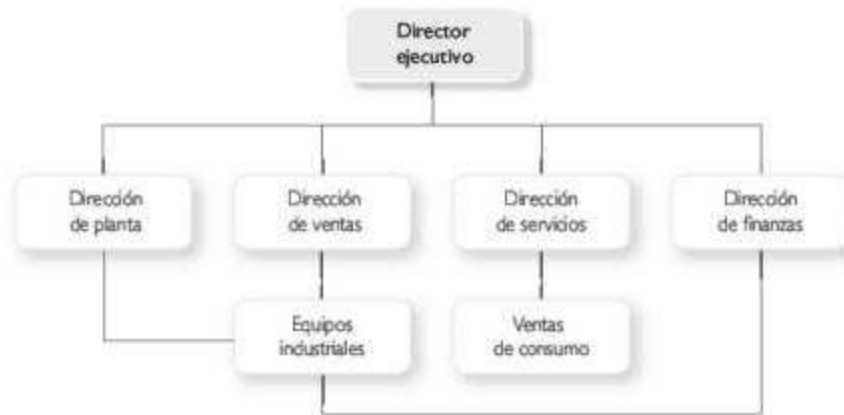 Director
ejecutivo
Dirección
de planta
Dirección
de ventas
Dirección
de servicios
Dirección
de finanzas
Equipos
industriales
Ventas
de consumo